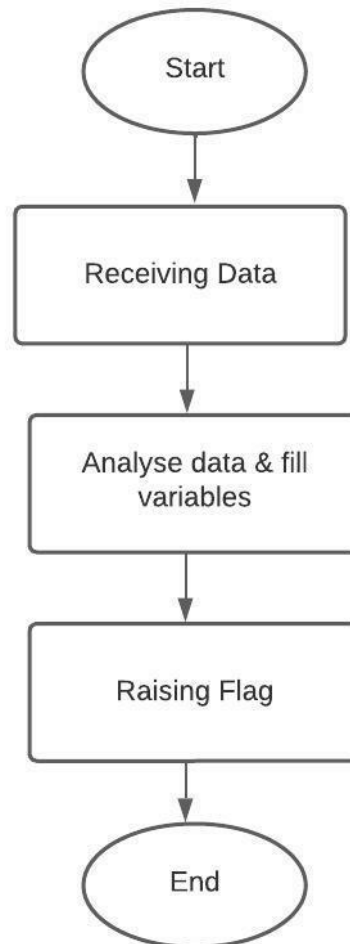 Start
Receiving Data
Analyse data & fill
variables
Raising Flag
End